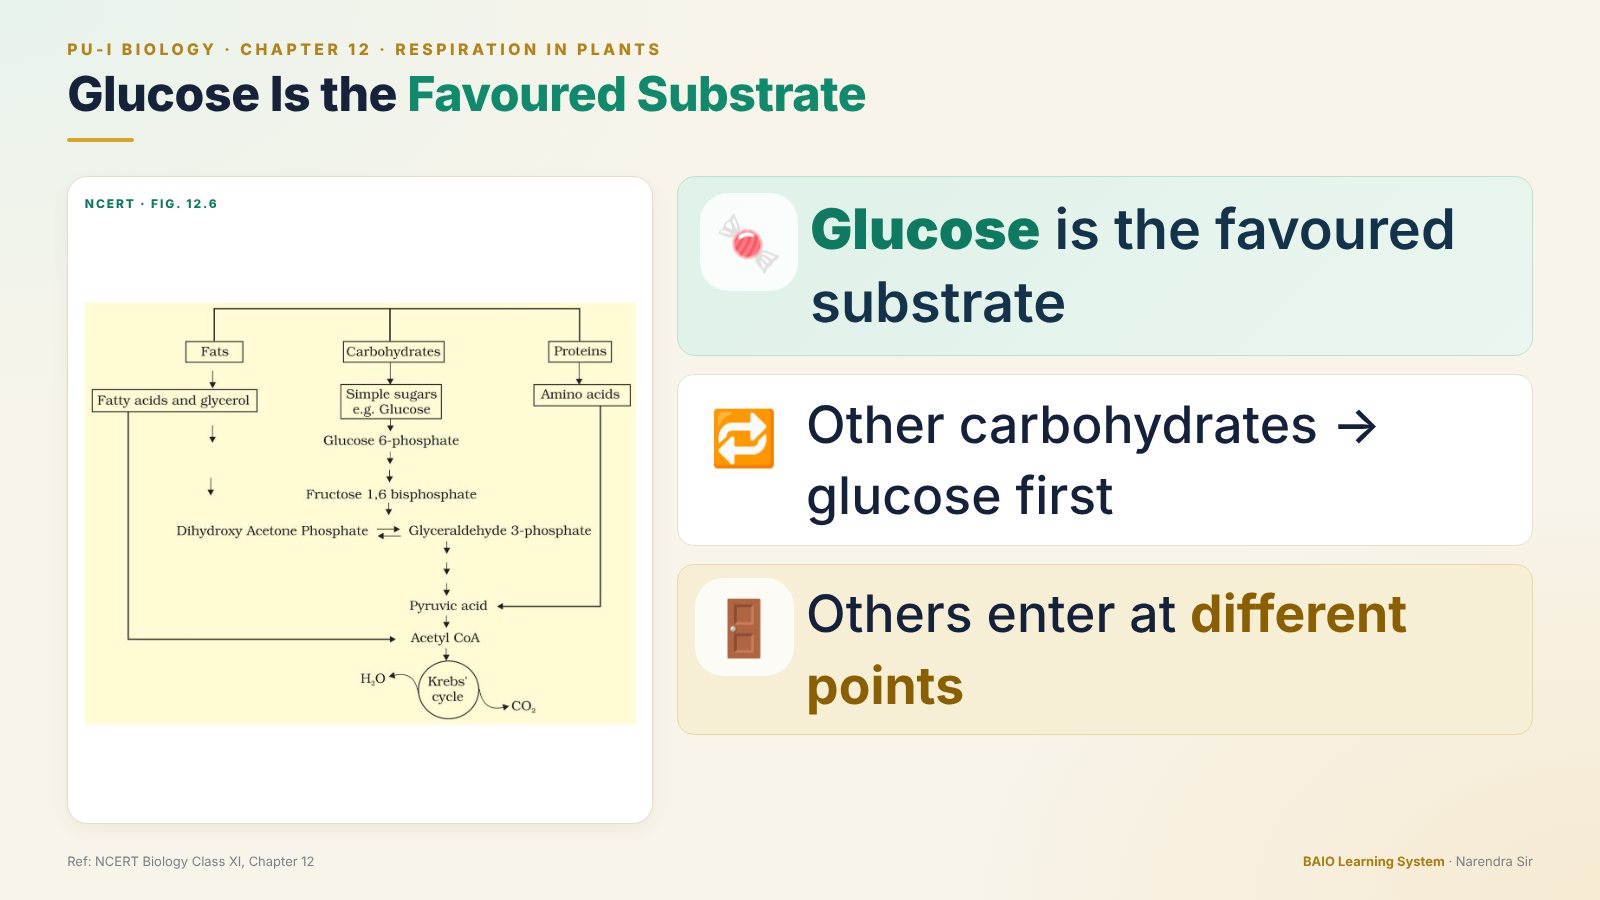 PU-I BIOLOGY · CHAPTER 12 · RESPIRATION IN PLANTS
Glucose Is the Favoured Substrate
NCERT · FIG. 12.6
Fats
Carbohydrates
Proteins
Fatty acids and glycerol
Simple sugars
e.g. Glucose
Amino acids
Glucose 6-phosphate
Fructose 1,6 bisphosphate
Dihydroxy Acetone Phosphate
Glyceraldehyde 3-phosphate
Pyruvic acid
Acetyl CoA
H₂O
Krebs'
cycle
CO₂
Glucose is the favoured
substrate
Other carbohydrates →
glucose first
Others enter at different
points
Ref: NCERT Biology Class XI, Chapter 12
BAIO Learning System · Narendra Sir